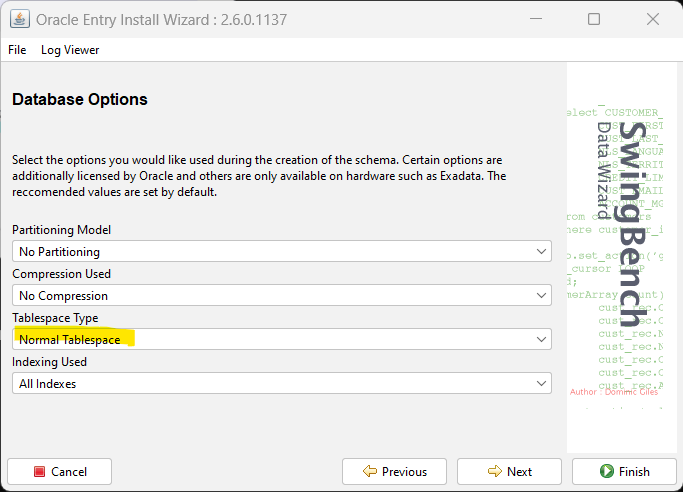 Oracle Entry Install Wizard : 2.6.0.1137
File Log Viewer
Database Options
Select the options you would like used during the creation of the schema. Certain options are
additionally licensed by Oracle and others are only available on hardware such as Exadata. The
reccomended values are set by default.
Partitioning Model
No Partitioning
Compression Used
No Compression
Tablespace Type
Normal Tablespace
Indexing Used
All Indexes
SwingBench
Data Wizard
Author : Dominic Giles
Cancel
Previous
Next
Finish